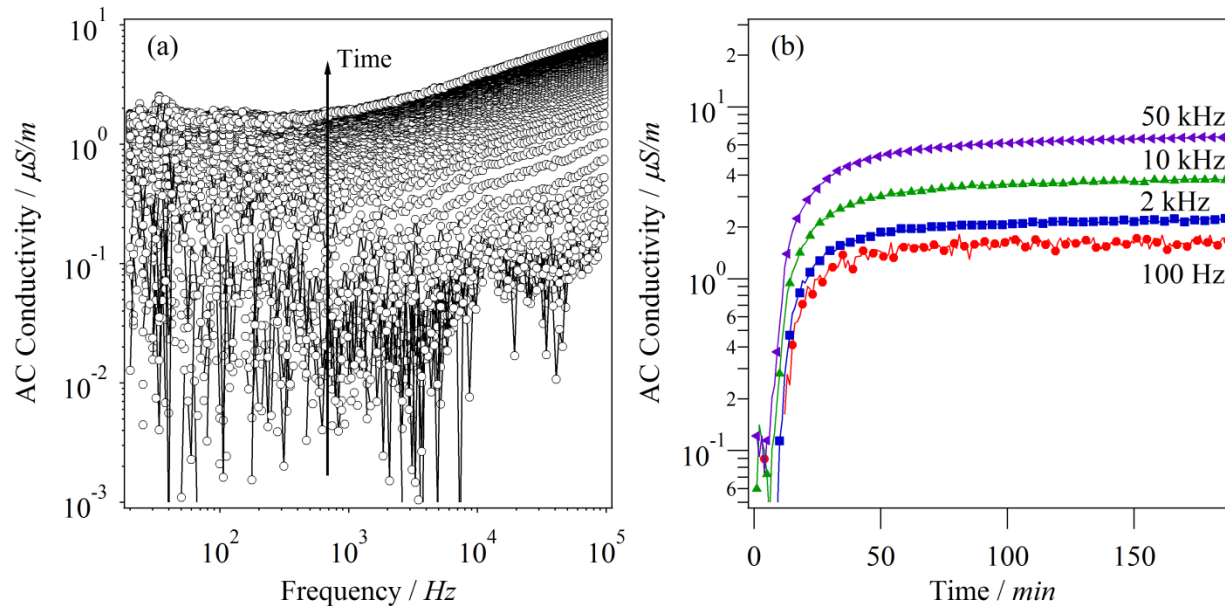 (a)
Time
AC Conductivity / µS/m
10^1
10^0
10^-1
10^-2
10^-3
10^2
10^3
10^4
10^5
Frequency / Hz
(b)
50 kHz
10 kHz
2 kHz
100 Hz
AC Conductivity / µS/m
2
10^1
6
4
2
10^0
6
4
2
10^-1
6
0
50
100
150
Time / min